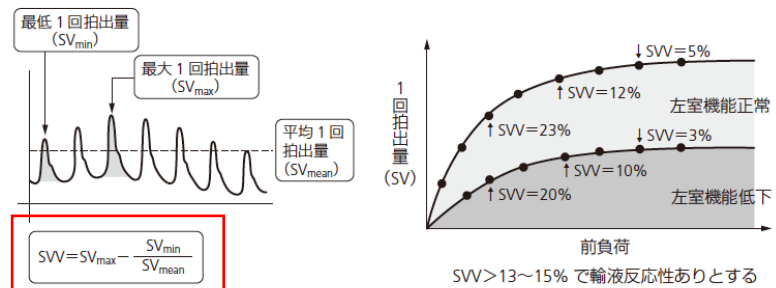 最低 1 回拍出量
(SVmin)
最大 1 回拍出量
(SVmax)
平均 1 回
拍出量
(SVmean)
SVV=SVmax− SVmin
SVmean
1回拍出量
(SV)
↓SVV=5%
↑SVV=12%
左室機能正常
↑SVV=23%
↓SVV=3%
↑SVV=10%
↑SVV=20%
左室機能低下
前負荷
SVV>13〜15% で輸液反応性ありとする